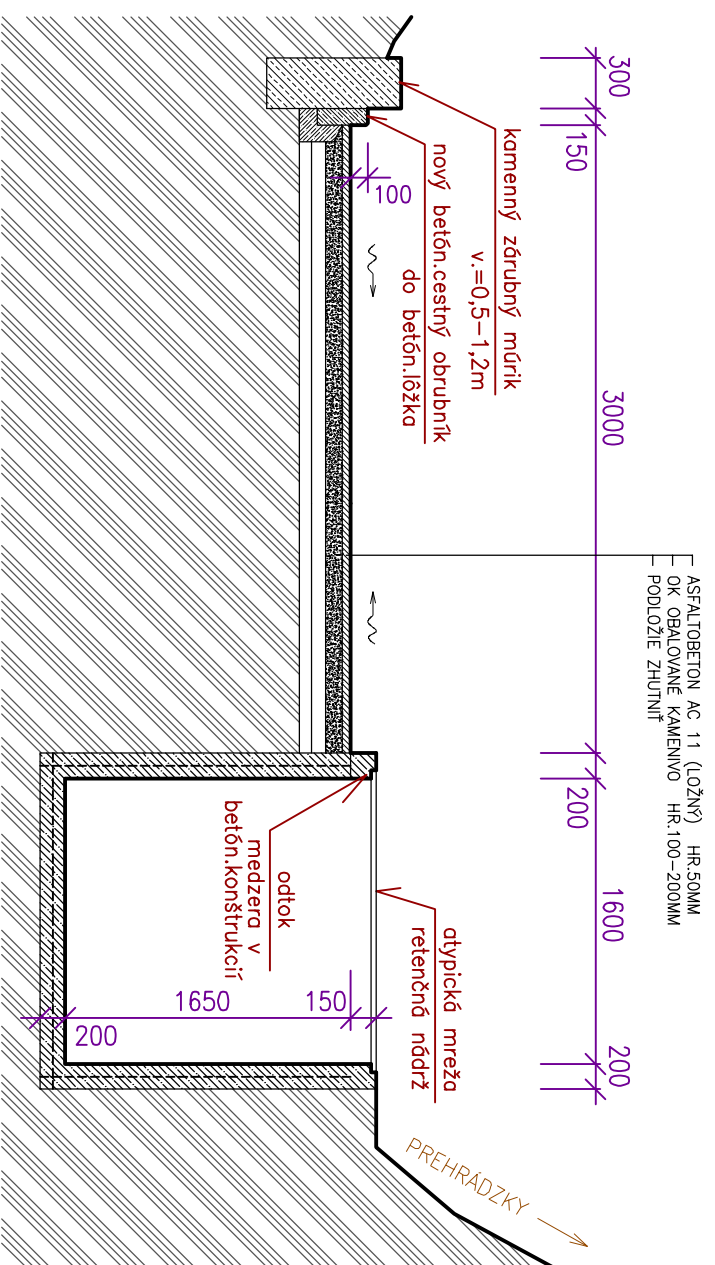 ASFALTOBETON AC 11 (LOŽNÝ) HR.50MM
OK OBALOVANÉ KAMENIVO HR.100-200MM
PODLOŽIE ZHUTNIŤ
300
150
3000
200
1600
200
kamenný zárubný múrik
v.=0,5-1,2m
nový betón.cestný obrubník
do betón.lôžka
100
atypická mreža
retenčná nádrž
odtok
medzera v
betón.konštrukcií
150
1650
200
PREHRÁDZKY